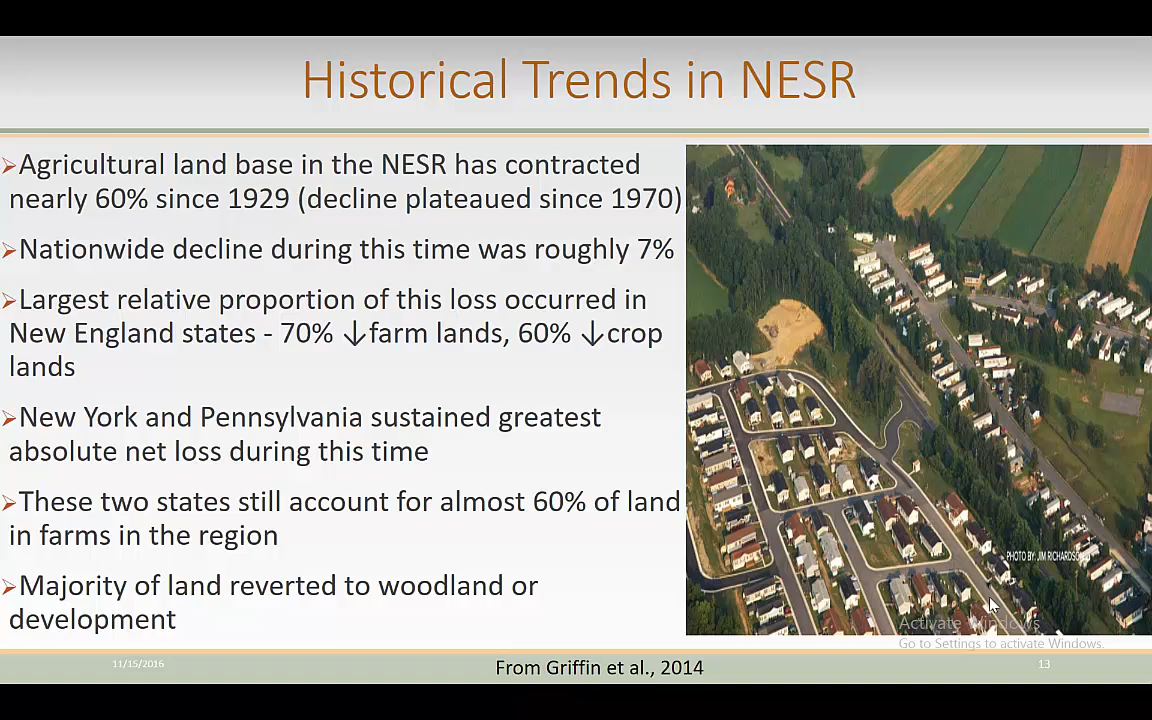 Historical Trends in NESR
➢Agricultural land base in the NESR has contracted
nearly 60% since 1929 (decline plateaued since 1970)
➢Nationwide decline during this time was roughly 7%
➢Largest relative proportion of this loss occurred in
New England states - 70% ↓farm lands, 60% ↓crop
lands
➢New York and Pennsylvania sustained greatest
absolute net loss during this time
➢These two states still account for almost 60% of land
in farms in the region
➢Majority of land reverted to woodland or
development
PHOTO BY: JIM RICHARDSON
Activate Windows
Go to Settings to activate Windows.
11/15/2016
From Griffin et al., 2014
13